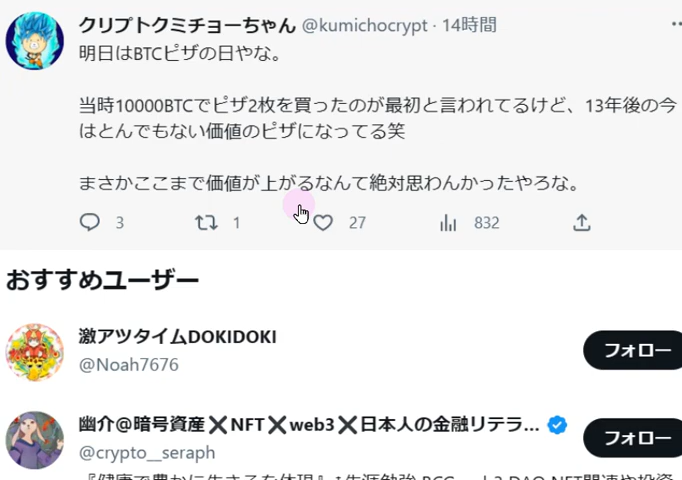 クリプトクミチョーちゃん @kumichocrypt · 14時間
明日はBTCピザの日やな。
当時10000BTCでピザ2枚を買ったのが最初と言われてるけど、13年後の今
はとんでもない価値のピザになってる笑
まさかここまで価値が上がるなんて絶対思わんかったやろな。
3 1 27 832
おすすめユーザー
激アツタイムDOKIDOKI
@Noah7676
フォロー
幽介@暗号資産❌NFT❌web3❌日本人の金融リテラ...
@crypto__seraph
フォロー